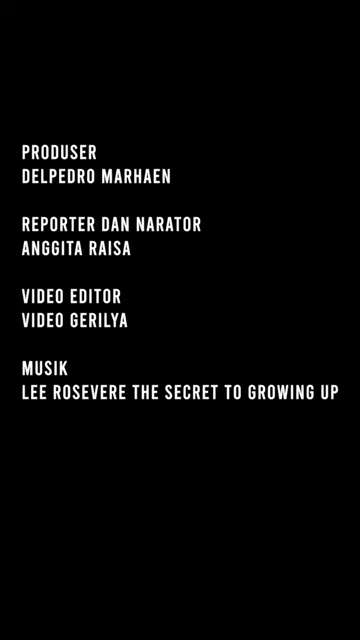 PRODUSER
DELPEDRO MARHAEN
REPORTER DAN NARATOR
ANGGITA RAISA
VIDEO EDITOR
VIDEO GERILYA
MUSIK
LEE ROSEVERE THE SECRET TO GROWING UP